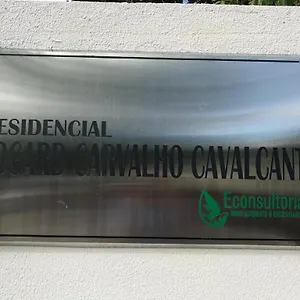 ESIDENCIAL
DGARD CARVALHO CAVALCANT
Econsultoria